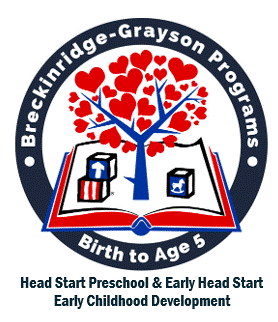 • Breckinridge-Grayson Programs •
Birth to Age 5
Head Start Preschool & Early Head Start
Early Childhood Development